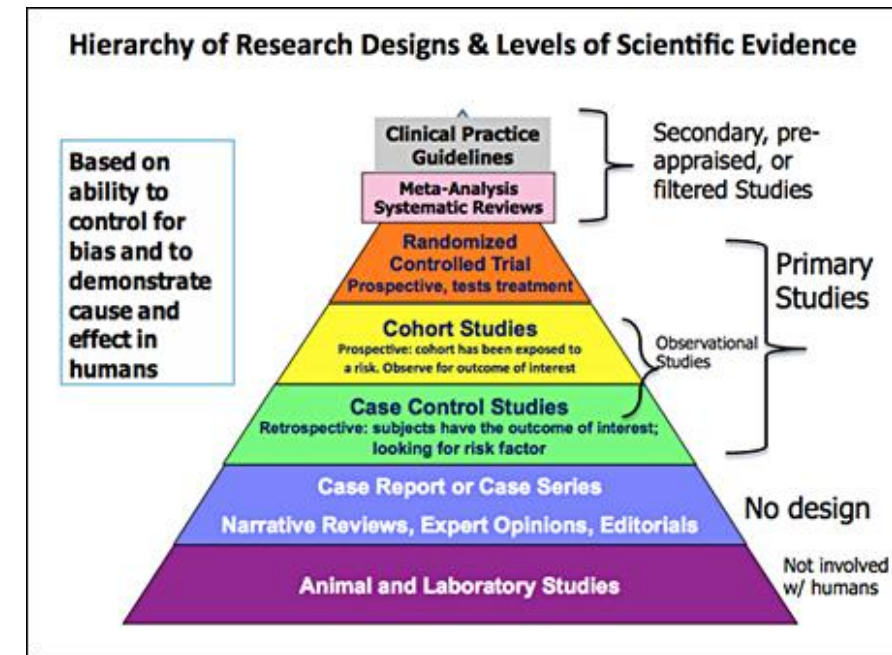 Hierarchy of Research Designs & Levels of Scientific Evidence
Based on
ability to
control for
bias and to
demonstrate
cause and
effect in
humans
Clinical Practice
Guidelines
Meta-Analysis
Systematic Reviews
Secondary, pre-
appraised, or
filtered Studies
Randomized
Controlled Trial
Prospective, tests treatment
Primary
Studies
Cohort Studies
Prospective: cohort has been exposed to
a risk. Observe for outcome of interest
Observational
Studies
Case Control Studies
Retrospective: subjects have the outcome of interest;
looking for risk factor
Case Report or Case Series
Narrative Reviews, Expert Opinions, Editorials
No design
Animal and Laboratory Studies
Not involved
w/ humans